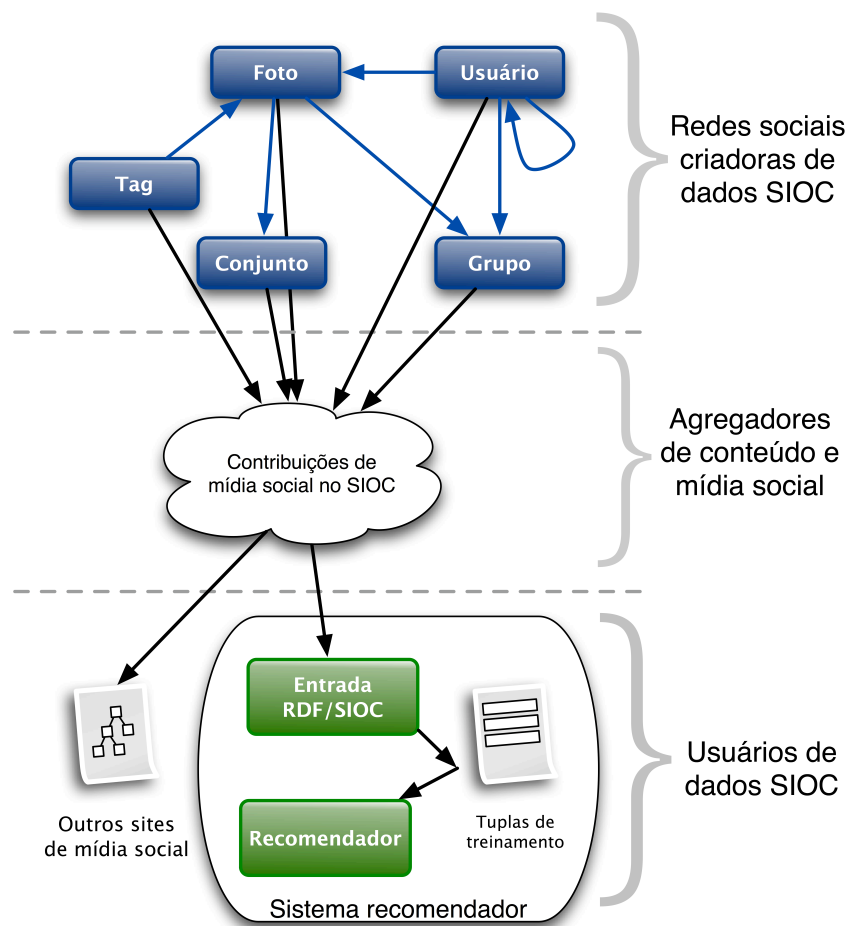 Foto
Usuário
Redes sociais
criadoras de
dados SIOC
Tag
Conjunto
Grupo
Agregadores
de conteúdo e
mídia social
Contribuições de
mídia social no SIOC
Entrada
RDF/SIOC
Usuários de
dados SIOC
Outros sites
de mídia social
Recomendador
Tuplas de
treinamento
Sistema recomendador